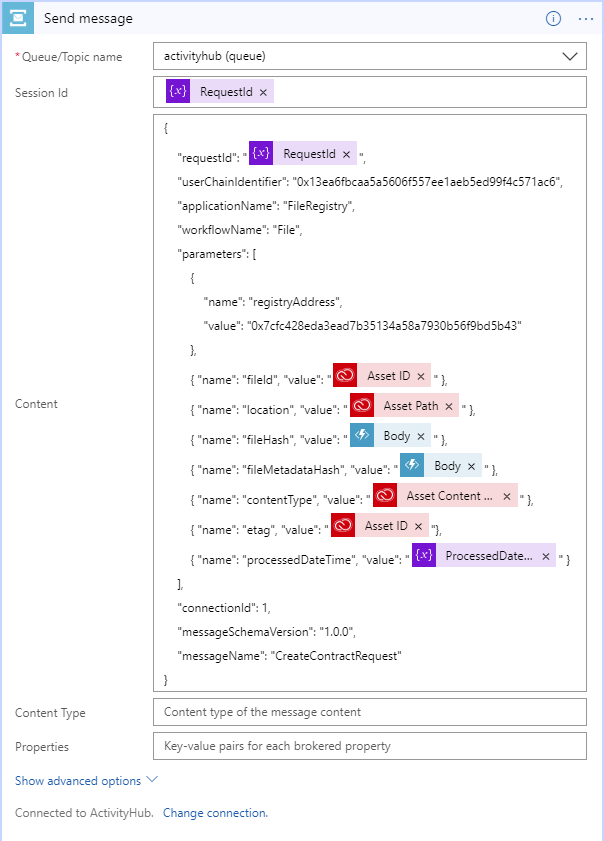 Send message
* Queue/Topic name
activityhub (queue)
Session Id
{x} RequestId ×
Content
{
"requestId": " {x} RequestId × ",
"userChainIdentifier": "0x13ea6fbcaa5a5606f557ee1aeb5ed99f4c571ac6",
"applicationName": "FileRegistry",
"workflowName": "File",
"parameters": [
{
"name": "registryAddress",
"value": "0x7cfc428eda3ead7b35134a58a7930b56f9bd5b43"
},
{ "name": "fileId", "value": " Asset ID × " },
{ "name": "location", "value": " Asset Path × " },
{ "name": "fileHash", "value": " Body × " },
{ "name": "fileMetadataHash", "value": " Body × " },
{ "name": "contentType", "value": " Asset Content ... × " },
{ "name": "etag", "value": " Asset ID × "},
{ "name": "processedDateTime", "value": " {x} ProcessedDate... × " }
],
"connectionId": 1,
"messageSchemaVersion": "1.0.0",
"messageName": "CreateContractRequest"
}
Content Type
Content type of the message content
Properties
Key-value pairs for each brokered property
Show advanced options
Connected to ActivityHub. Change connection.